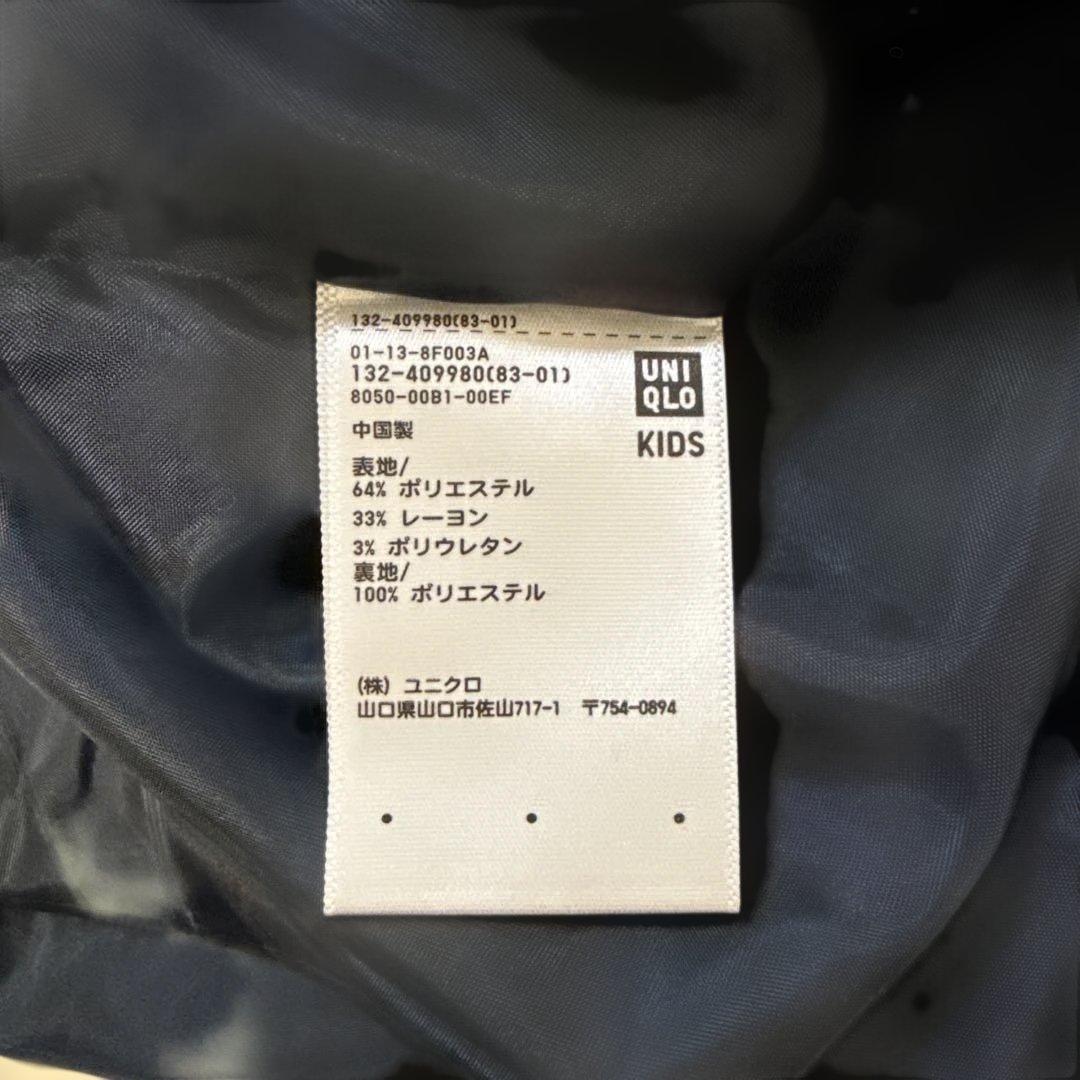 132-409980(83-01)
01-13-8F003A
132-409980(83-01)
8050-00B1-00EF
UNI
QLO
KIDS
中国製
表地/
64% ポリエステル
33% レーヨン
3% ポリウレタン
裏地/
100% ポリエステル
(株) ユニクロ
山口県山口市佐山717-1 〒754-0894